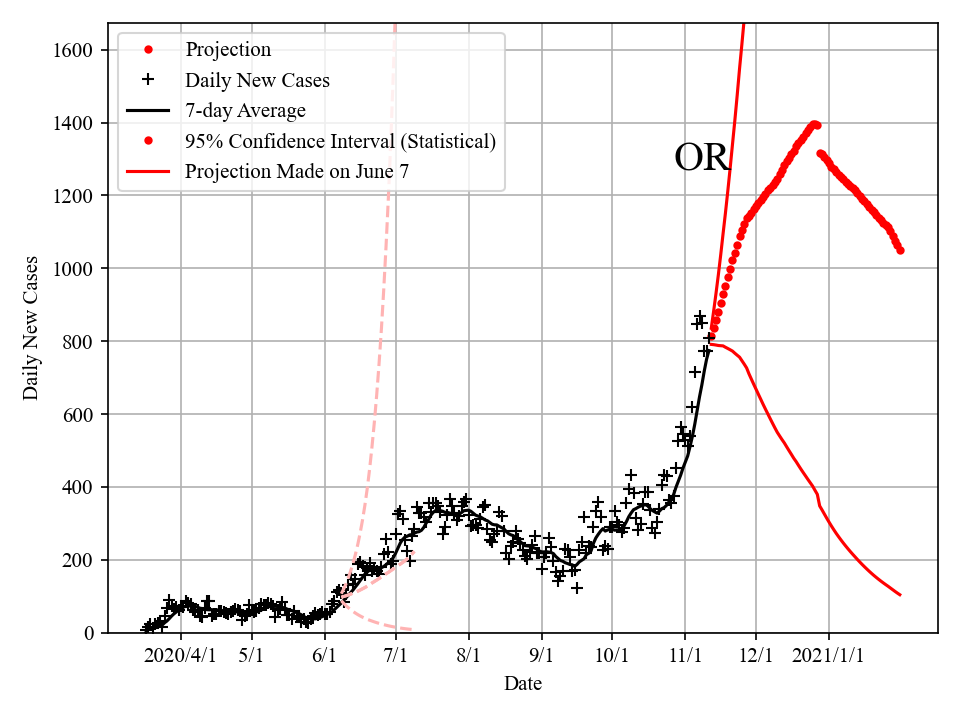 1600
1400
1200
1000
800
600
400
200
0
Daily New Cases
Projection
Daily New Cases
7-day Average
95% Confidence Interval (Statistical)
Projection Made on June 7
OR
2020/4/1 5/1 6/1 7/1 8/1 9/1 10/1 11/1 12/1 2021/1/1
Date